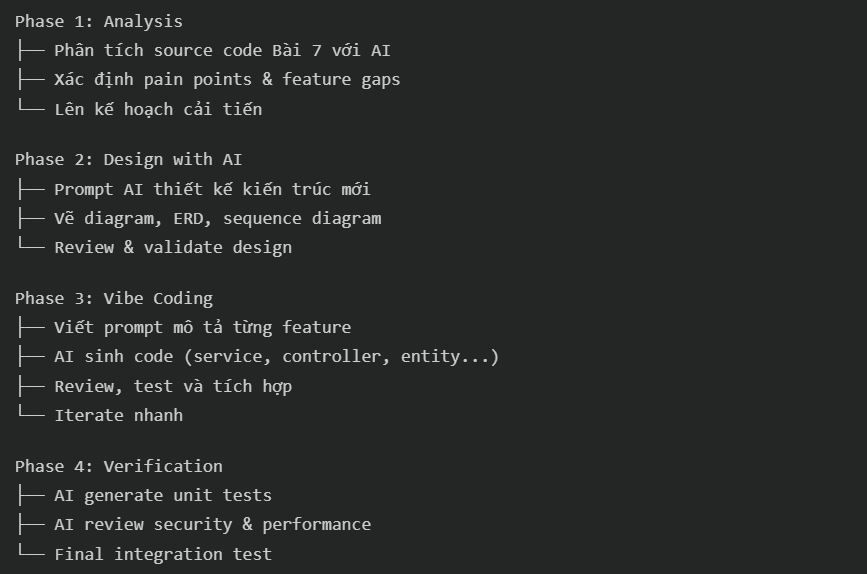 Phase 1: Analysis
├── Phân tích source code Bài 7 với AI
├── Xác định pain points & feature gaps
└── Lên kế hoạch cải tiến
Phase 2: Design with AI
├── Prompt AI thiết kế kiến trúc mới
├── Vẽ diagram, ERD, sequence diagram
└── Review & validate design
Phase 3: Vibe Coding
├── Viết prompt mô tả từng feature
├── AI sinh code (service, controller, entity...)
├── Review, test và tích hợp
└── Iterate nhanh
Phase 4: Verification
├── AI generate unit tests
├── AI review security & performance
└── Final integration test